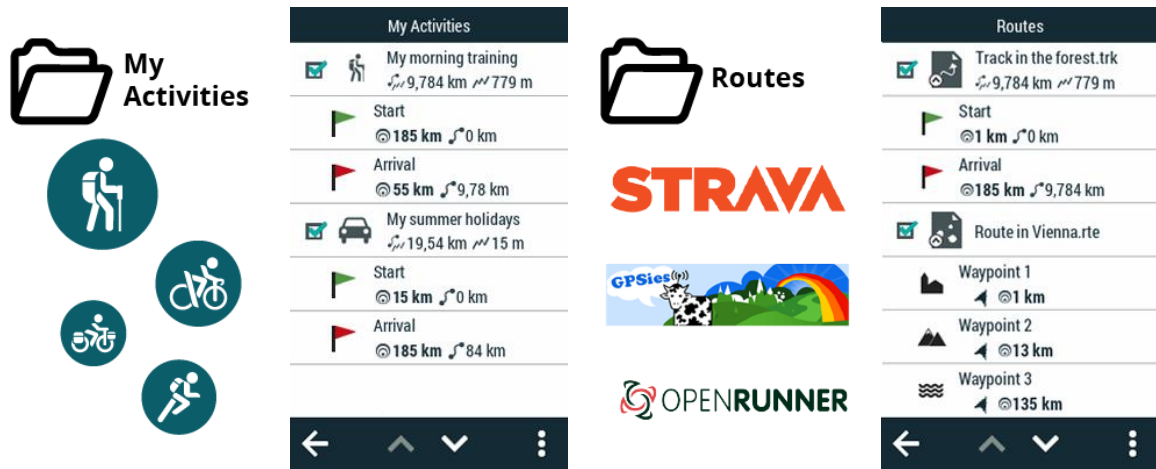 My
Activities
My Activities
My morning training
9,784 km 779 m
Start
185 km 0 km
Arrival
55 km 9,78 km
My summer holidays
19,54 km 15 m
Start
15 km 0 km
Arrival
185 km 84 km
Routes
STRAVA
GPSies
OPENRUNNER
Routes
Track in the forest.trk
9,784 km 779 m
Start
1 km 0 km
Arrival
185 km 9,784 km
Route in Vienna.rte
Waypoint 1
1 km
Waypoint 2
13 km
Waypoint 3
135 km